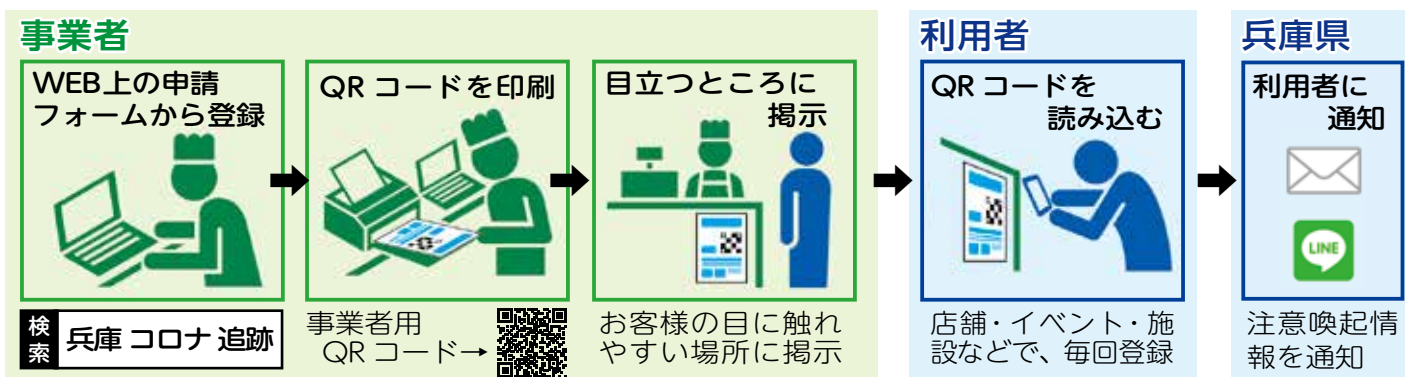 事業者
WEB上の申請
フォームから登録
検索
兵庫 コロナ 追跡
QR コードを印刷
事業者用
QR コード→
目立つところに
掲示
お客様の目に触れ
やすい場所に掲示
利用者
QR コードを
読み込む
店舗・イベント・施
設などで、毎回登録
兵庫県
利用者に
通知
LINE
注意喚起情
報を通知